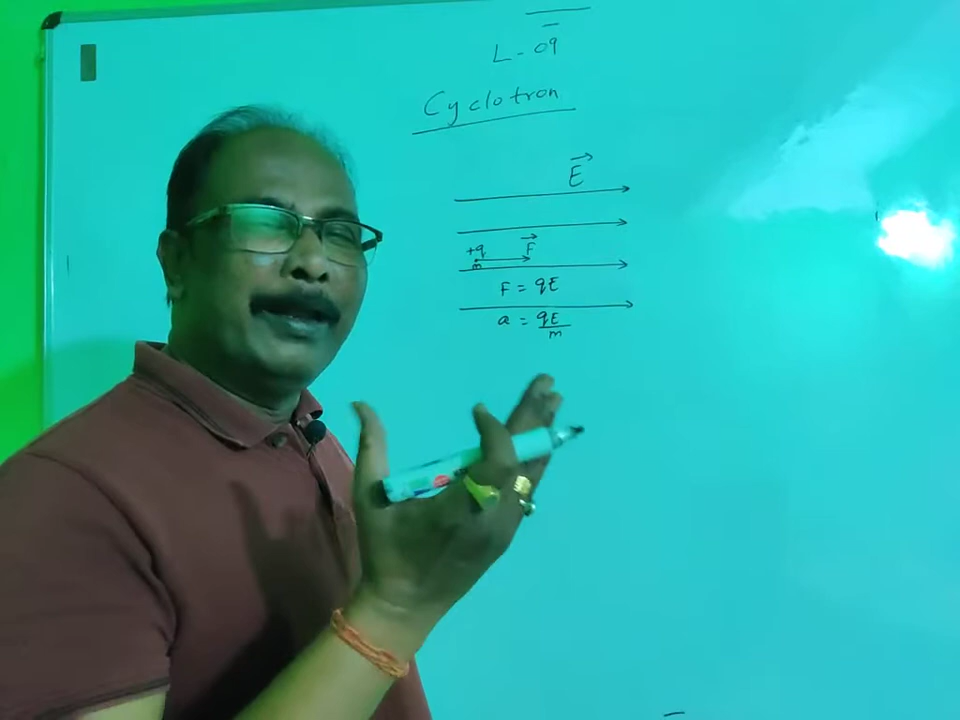 L - 09
Cyclotron
E⃗
+q F⃗
m
F = qE
a = qE/m